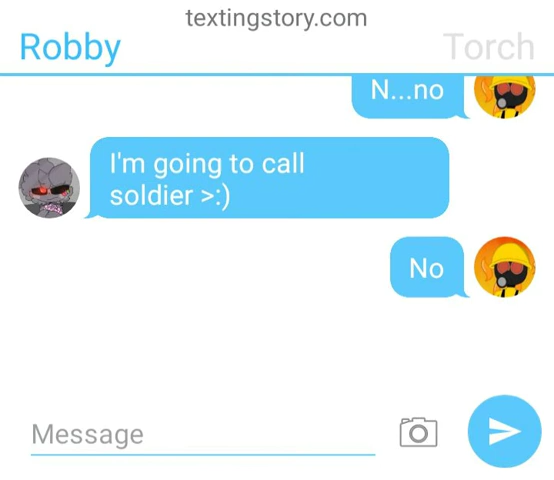 textingstory.com
Robby
Torch
N...no
I'm going to call
soldier >:)
No
Message